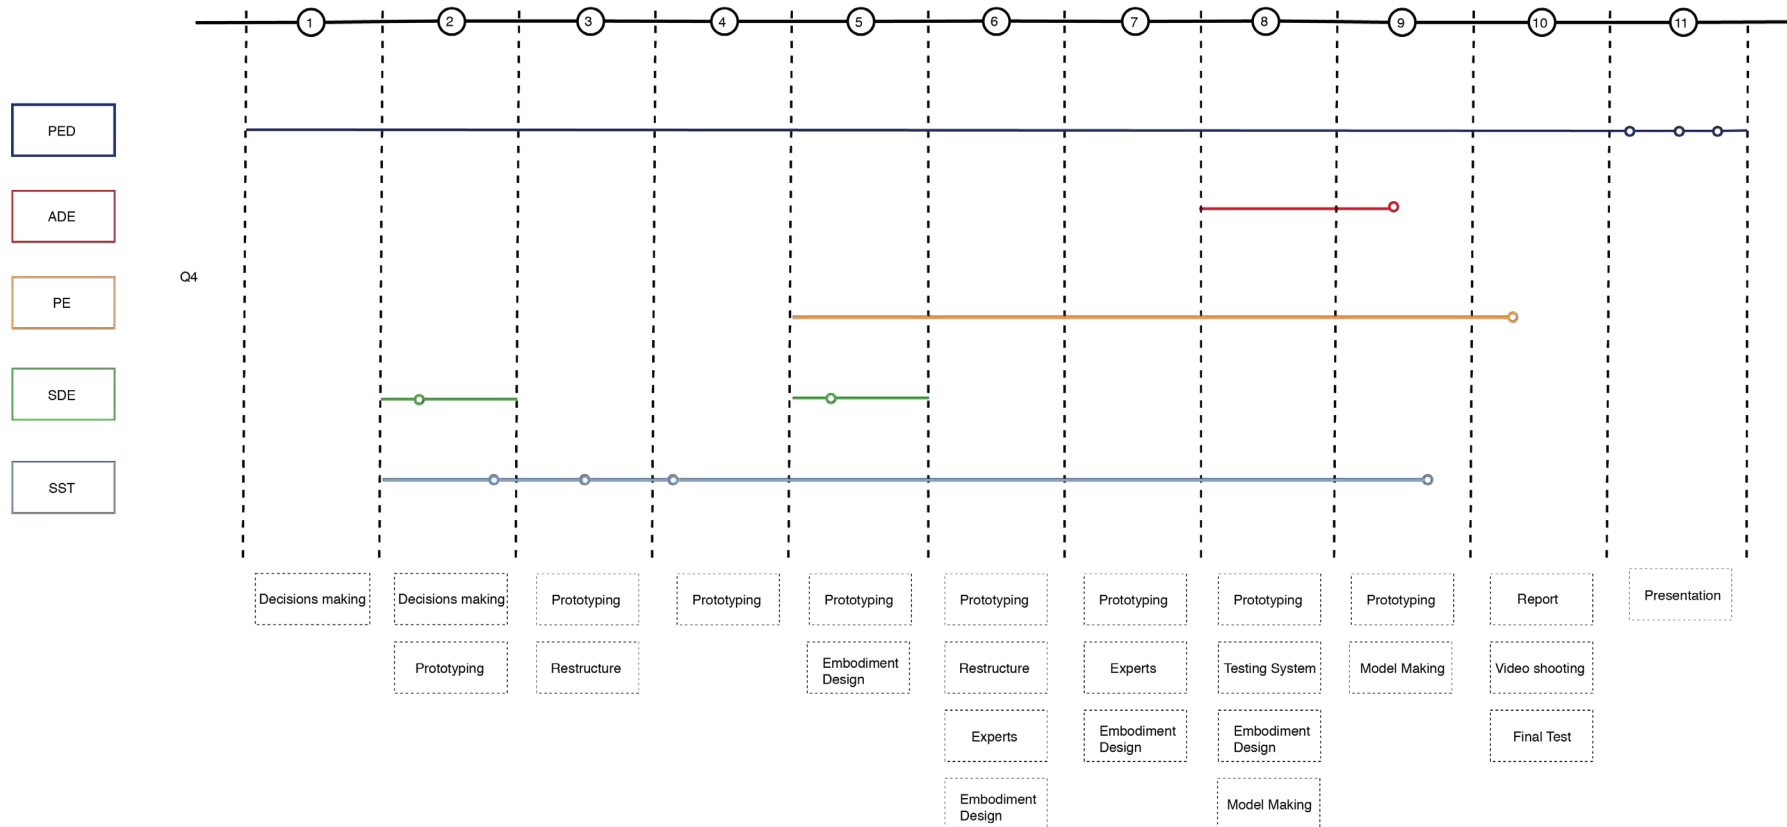 1 2 3 4 5 6 7 8 9 10 11
PED
ADE
Q4
PE
SDE
SST
Decisions making Decisions making Prototyping Prototyping Prototyping Prototyping Prototyping Prototyping Prototyping Report Presentation
Prototyping Restructure Embodiment Design Restructure Experts Testing System Model Making Video shooting
Experts Embodiment Design Embodiment Design Final Test
Embodiment Design Model Making